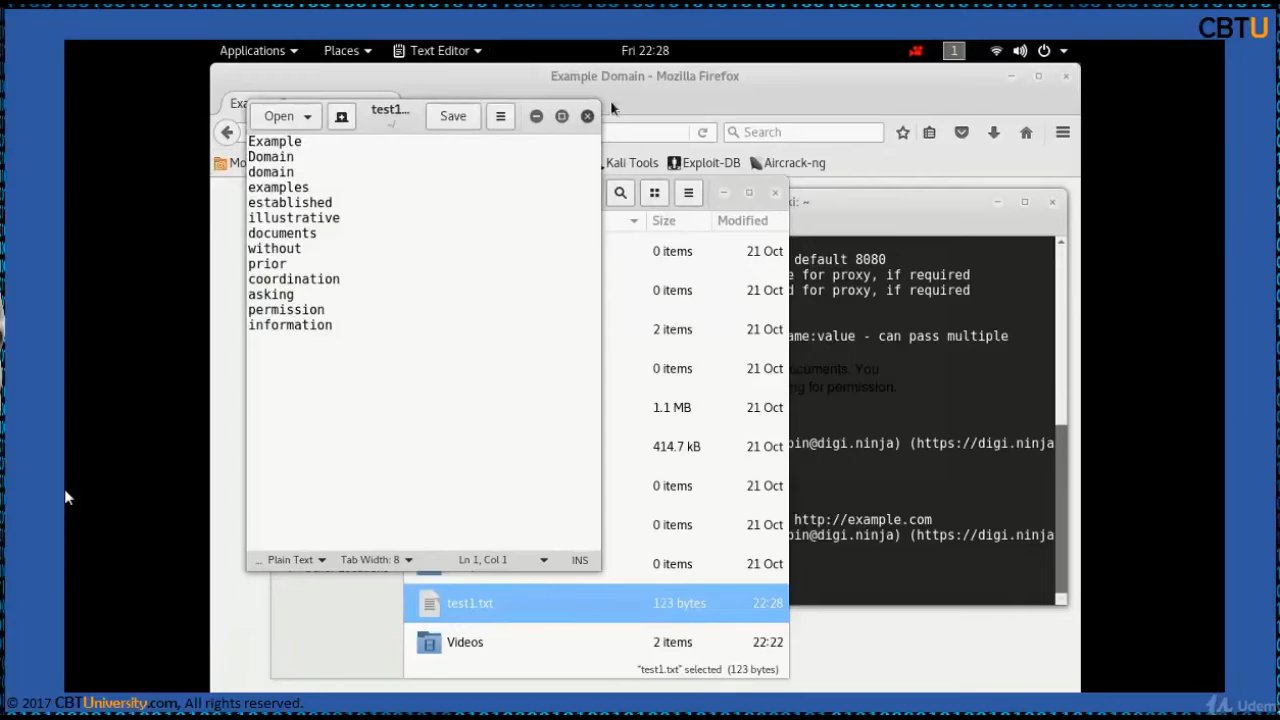 CBTU
Applications Places Text Editor Fri 22:28 1
Example Domain - Mozilla Firefox
Open test1... Save
~/
Search
Kali Tools Exploit-DB Aircrack-ng
Example
Domain
domain
examples
established
illustrative
documents
without
prior
coordination
asking
permission
information
Plain Text Tab Width: 8 Ln 1, Col 1 INS
Size Modified
0 items 21 Oct
0 items 21 Oct
2 items 21 Oct
0 items 21 Oct
1.1 MB 21 Oct
414.7 kB 21 Oct
0 items 21 Oct
0 items 21 Oct
0 items 21 Oct
test1.txt 123 bytes 22:28
Videos 2 items 22:22
"test1.txt" selected (123 bytes)
: ~
default 8080
for proxy, if required
for proxy, if required
ame:value - can pass multiple
cuments. You
g for permission.
bin@digi.ninja) (https://digi.ninja
http://example.com
bin@digi.ninja) (https://digi.ninja
© 2017 CBTUniversity.com, All rights reserved.
Udem